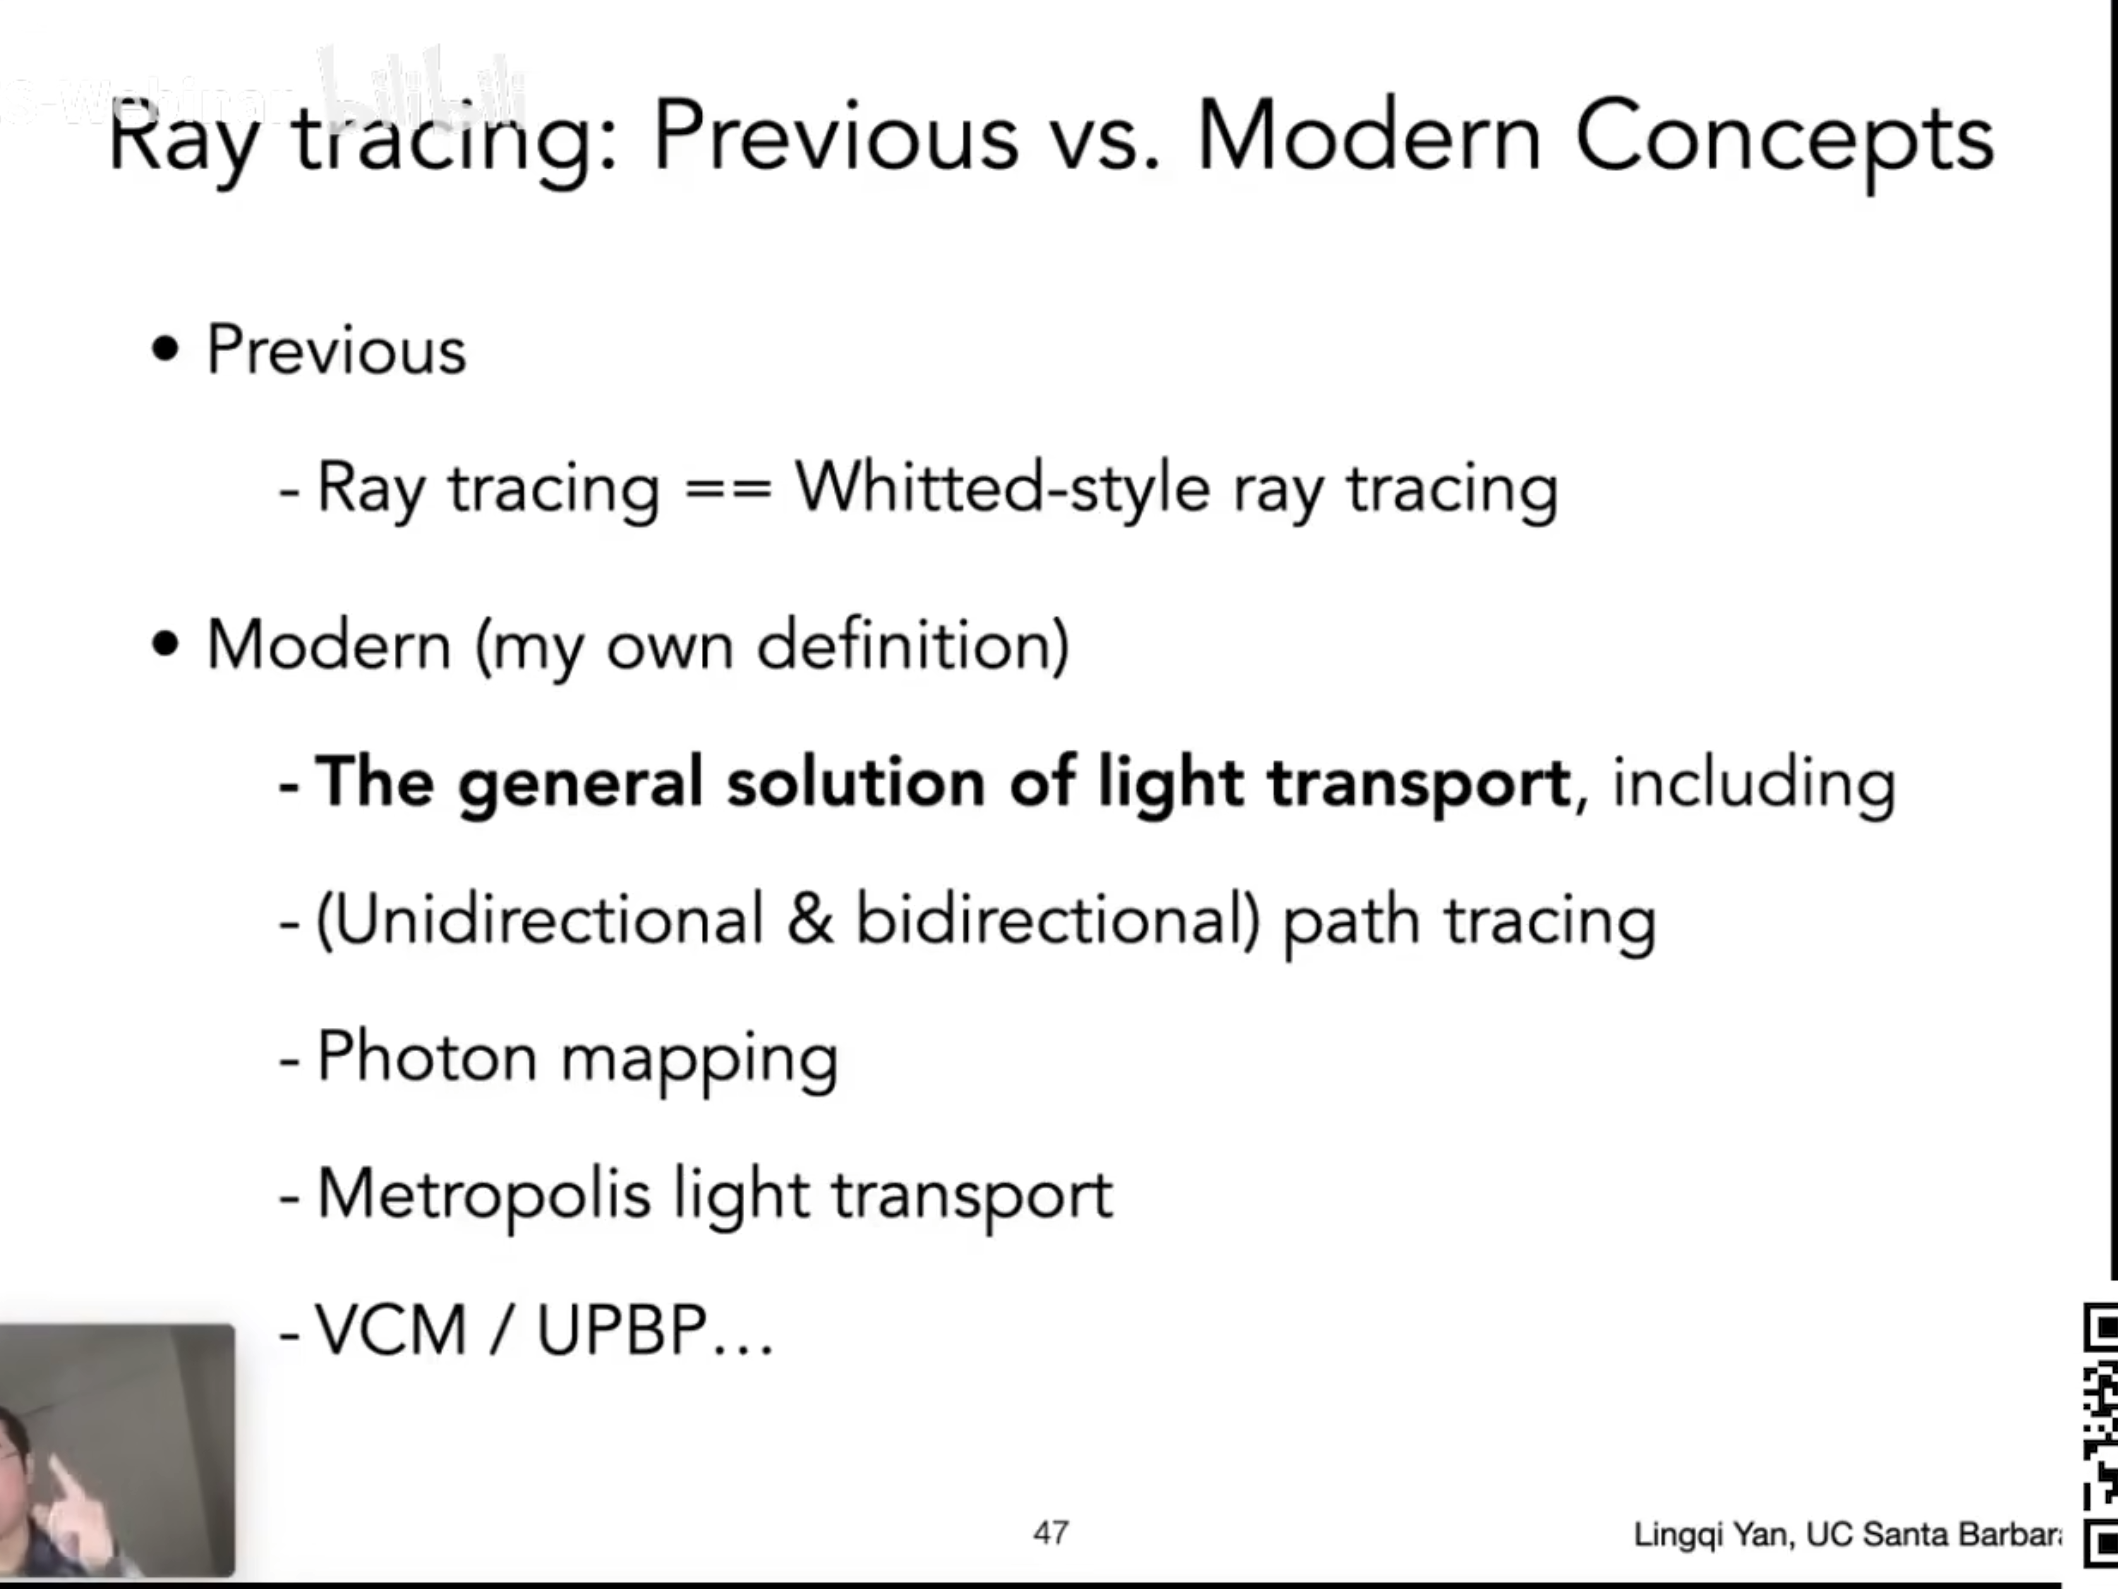 S-Webinar bilibili
Ray tracing: Previous vs. Modern Concepts
• Previous
- Ray tracing == Whitted-style ray tracing
• Modern (my own definition)
- The general solution of light transport, including
- (Unidirectional & bidirectional) path tracing
- Photon mapping
- Metropolis light transport
- VCM / UPBP...
47
Lingqi Yan, UC Santa Barbar